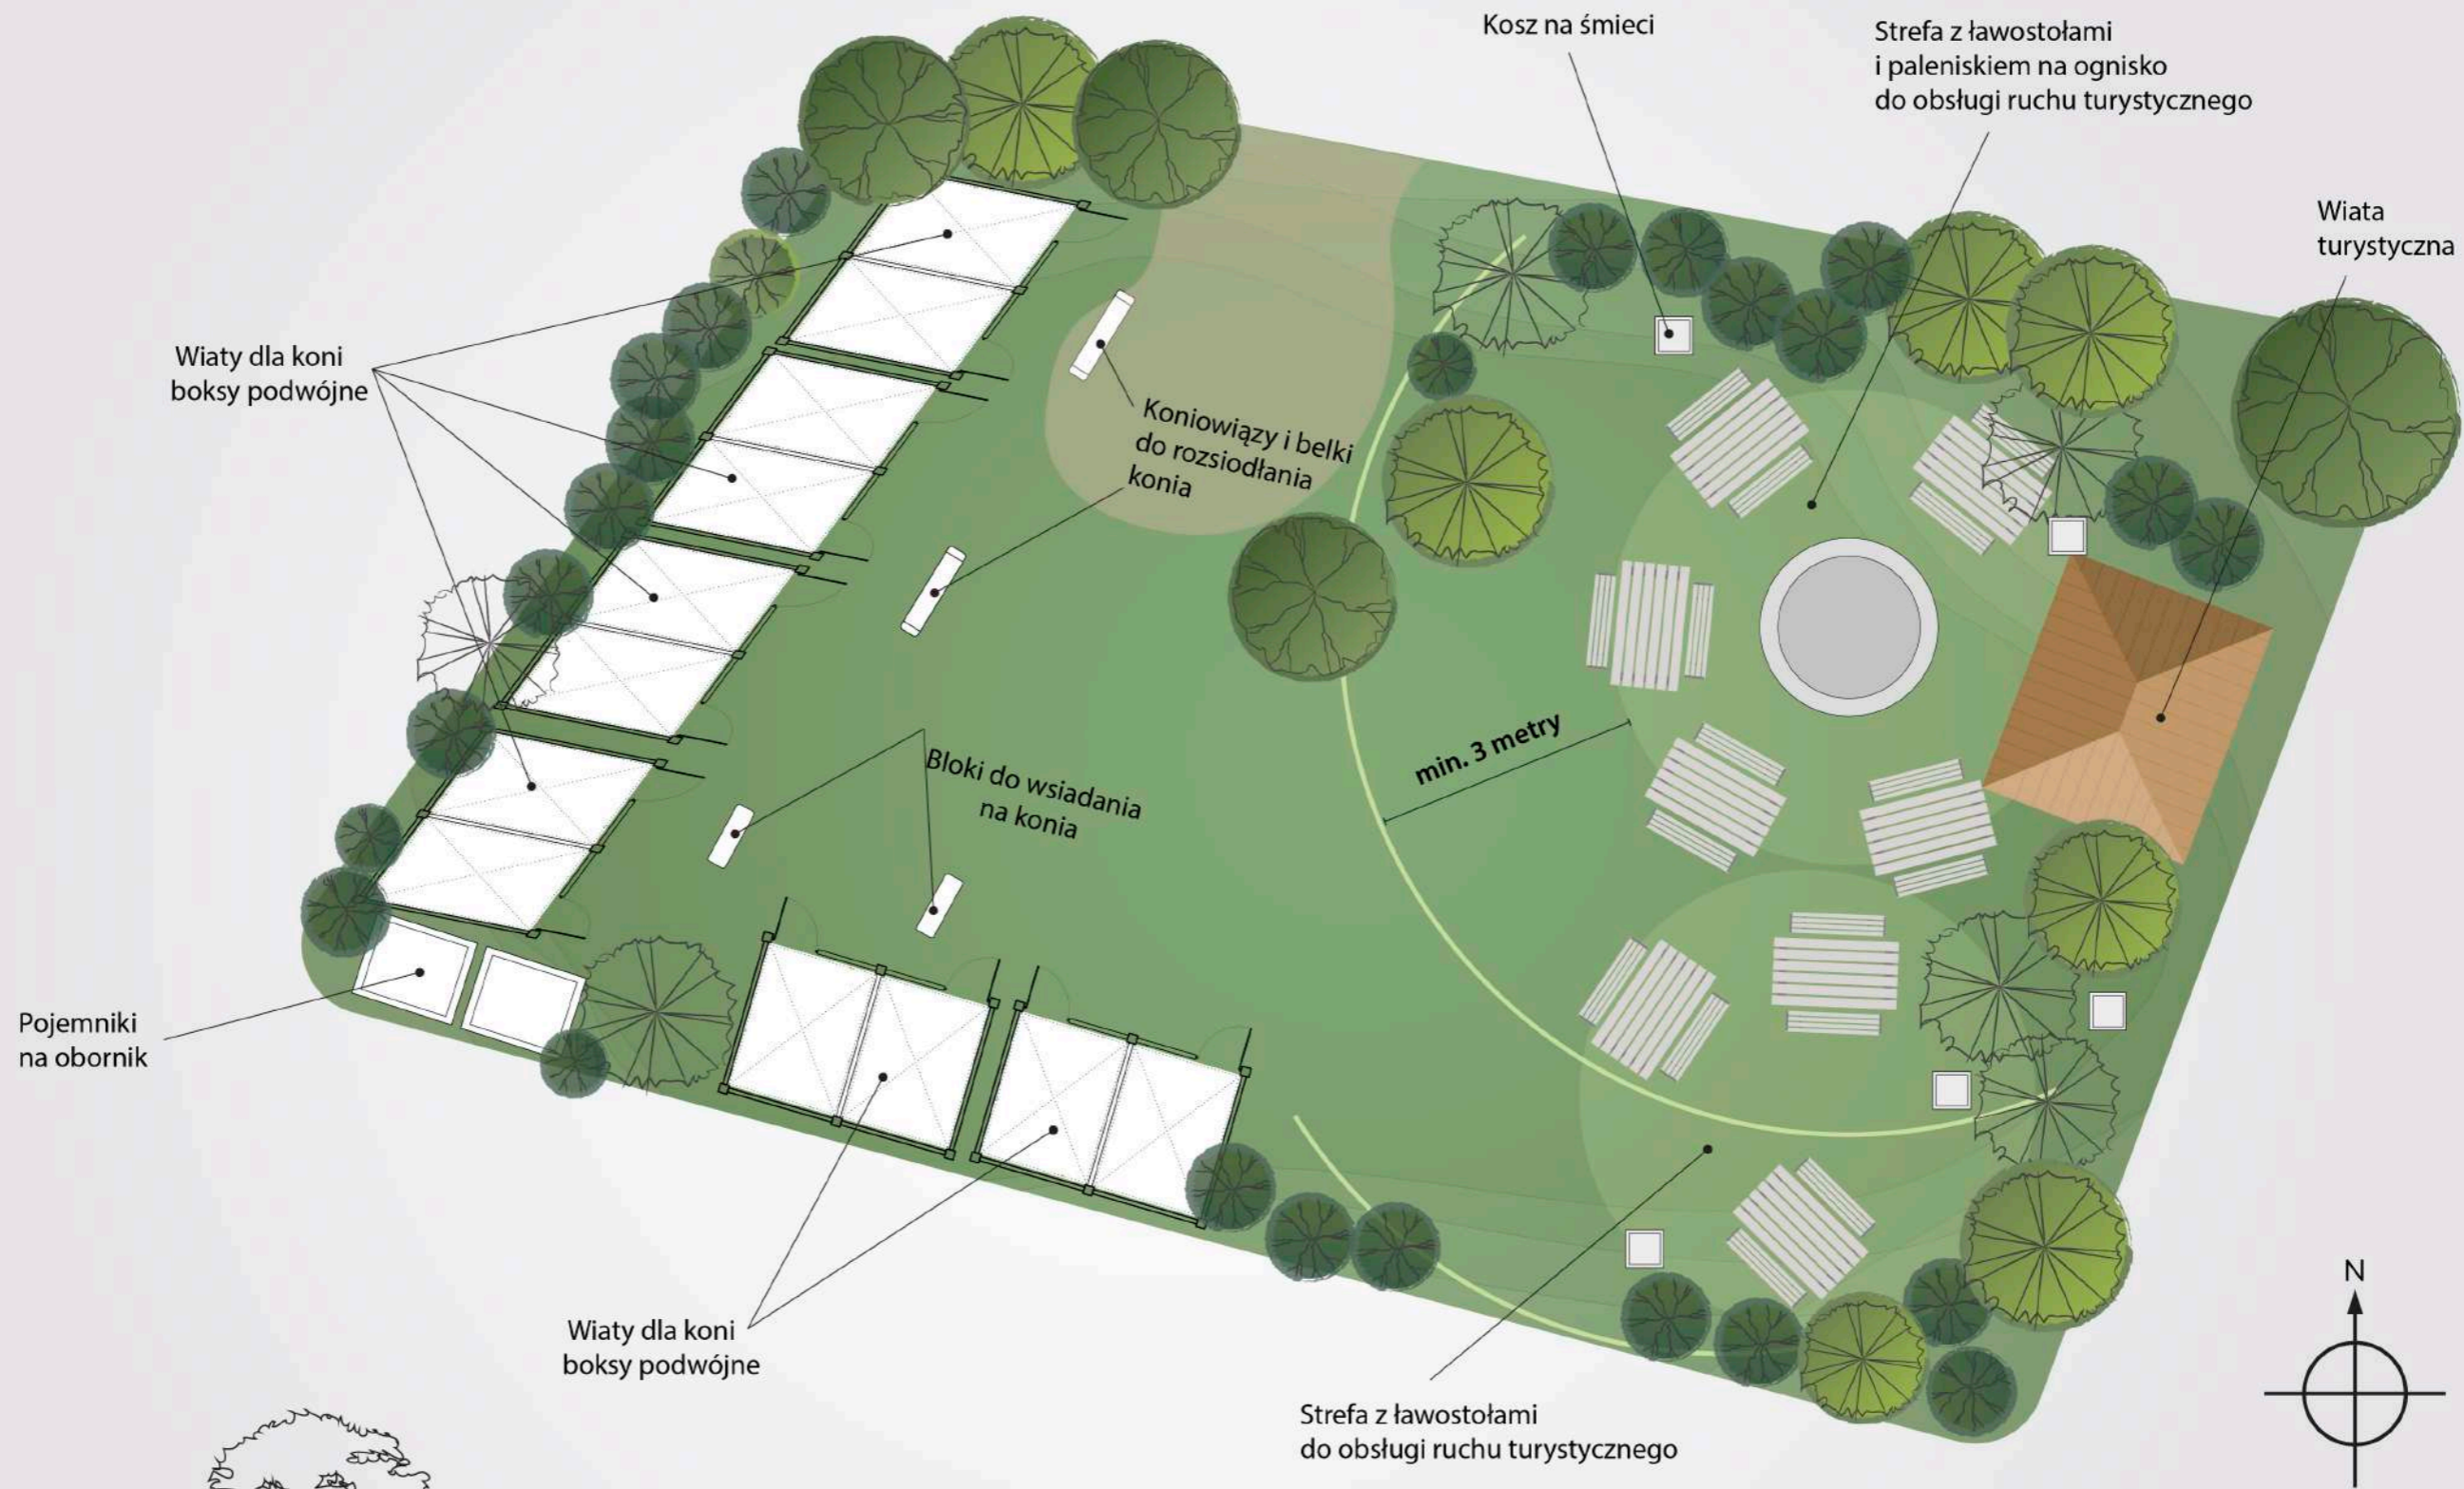 Kosz na śmieci
Strefa z ławostołami
i paleniskiem na ognisko
do obsługi ruchu turystycznego
Wiata
turystyczna
Wiaty dla koni
boksy podwójne
Koniowiązy i belki
do rozsiodłania
konia
min. 3 metry
Bloki do wsiadania
na konia
Pojemniki
na obornik
Wiaty dla koni
boksy podwójne
Strefa z ławostołami
do obsługi ruchu turystycznego
N